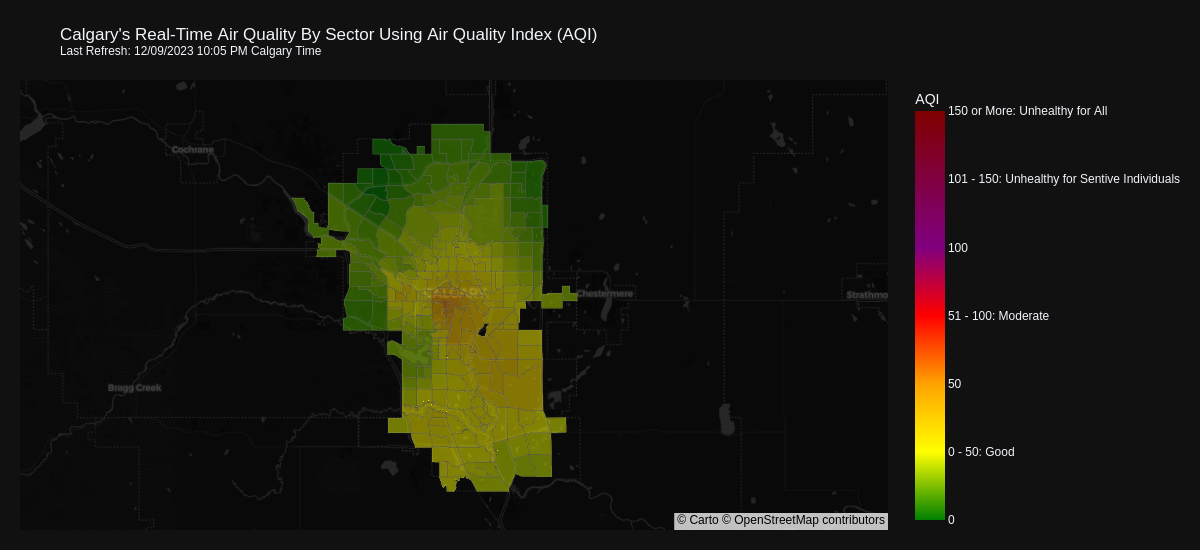 Calgary's Real-Time Air Quality By Sector Using Air Quality Index (AQI)
Last Refresh: 12/09/2023 10:05 PM Calgary Time
AQI
150 or More: Unhealthy for All
101 - 150: Unhealthy for Sentive Individuals
100
51 - 100: Moderate
50
0 - 50: Good
0
Cochrane
CALGARY
Chestermere
Strathmo
Bragg Creek
© Carto © OpenStreetMap contributors